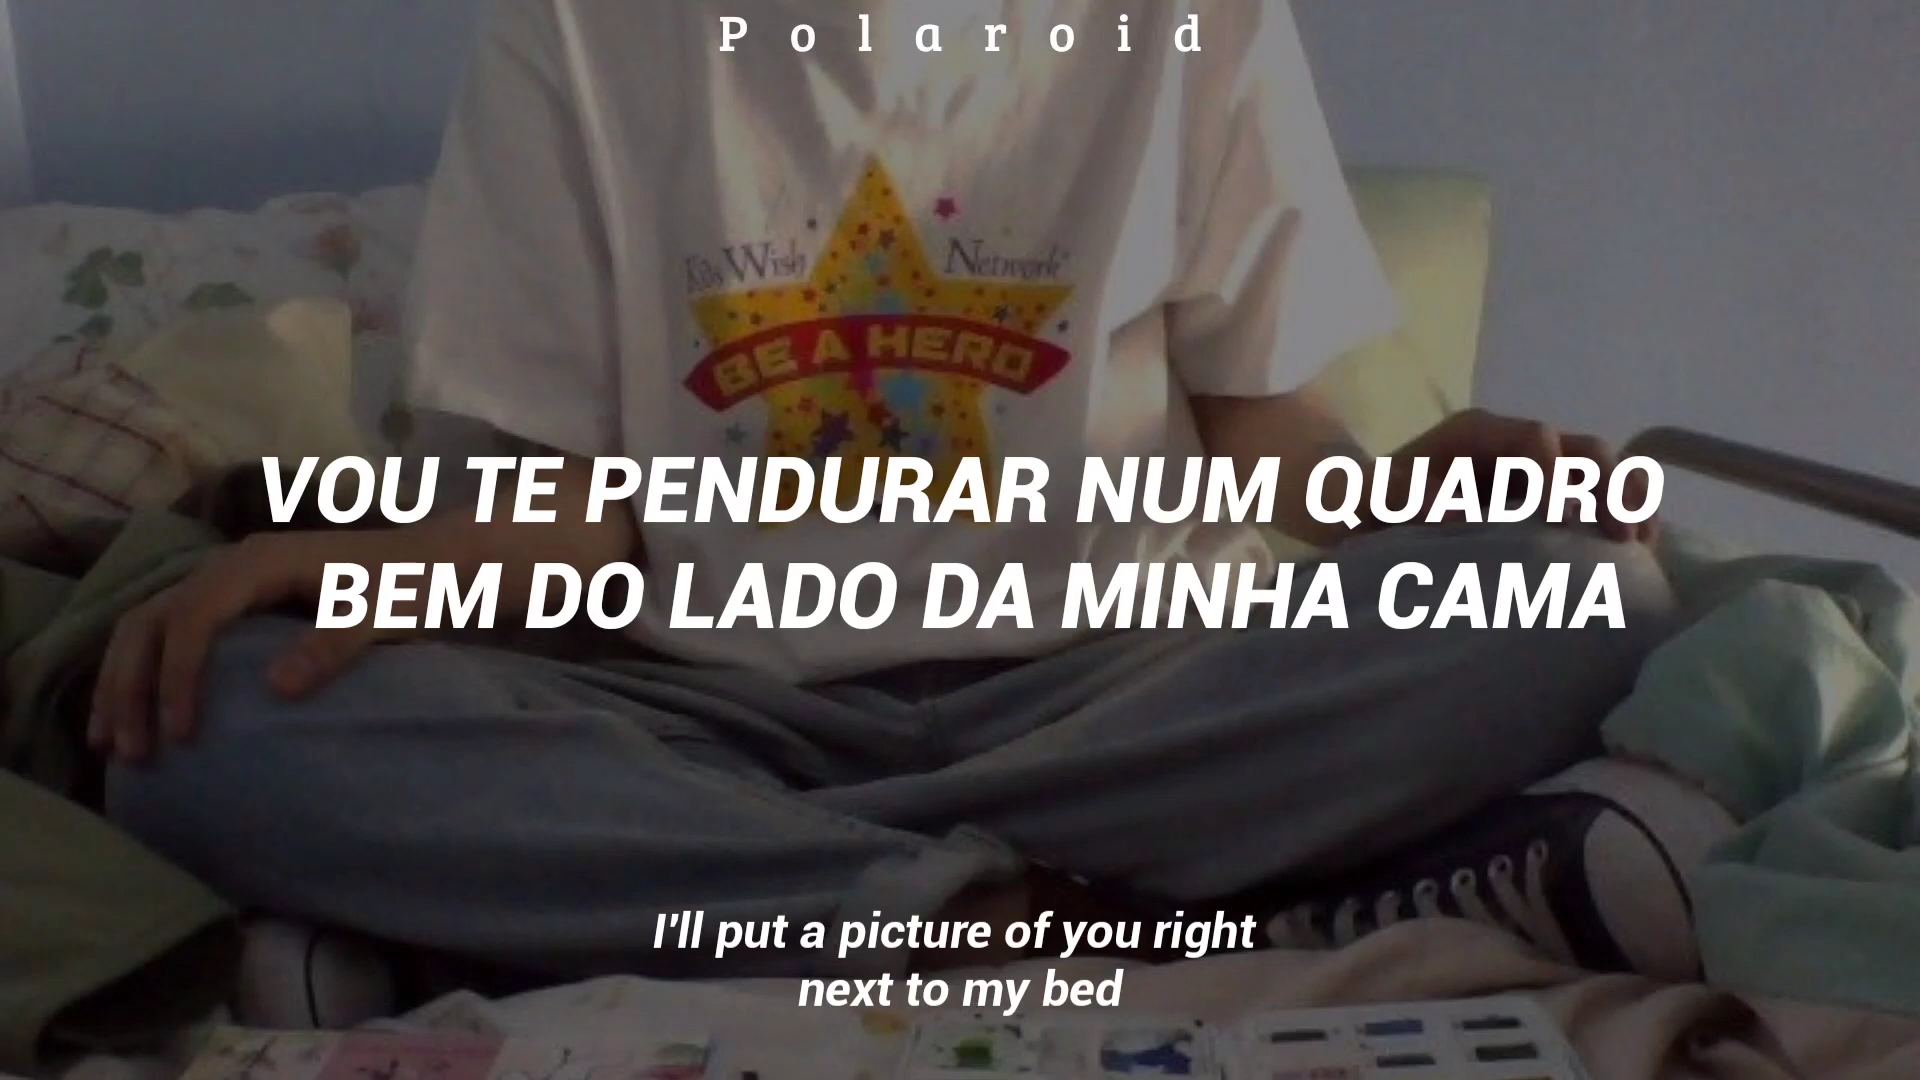 Polaroid
Kids Wish Network
BE A HERO
VOU TE PENDURAR NUM QUADRO
BEM DO LADO DA MINHA CAMA
I'll put a picture of you right
next to my bed